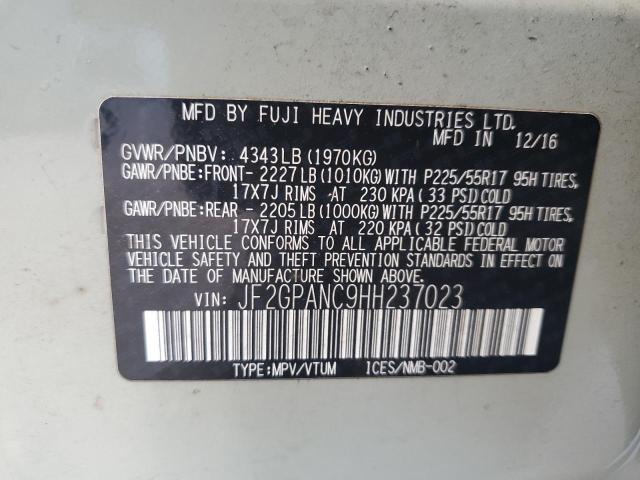 MFD BY FUJI HEAVY INDUSTRIES LTD.
MFD IN 12/16
GVWR/PNBV: 4343LB (1970KG)
GAWR/PNBE:FRONT- 2227LB (1010KG) WITH P225/55R17 95H TIRES,
17X7J RIMS AT 230 KPA (33 PSI) COLD
GAWR/PNBE:REAR - 2205LB (1000KG) WITH P225/55R17 95H TIRES,
17X7J RIMS AT 220 KPA (32 PSI) COLD
THIS VEHICLE CONFORMS TO ALL APPLICABLE FEDERAL MOTOR
VEHICLE SAFETY AND THEFT PREVENTION STANDARDS IN EFFECT ON
THE DATE OF MANUFACTURE SHOWN ABOVE.
VIN: JF2GPANC9HH237023
TYPE:MPV/VTUM ICES/NMB-002